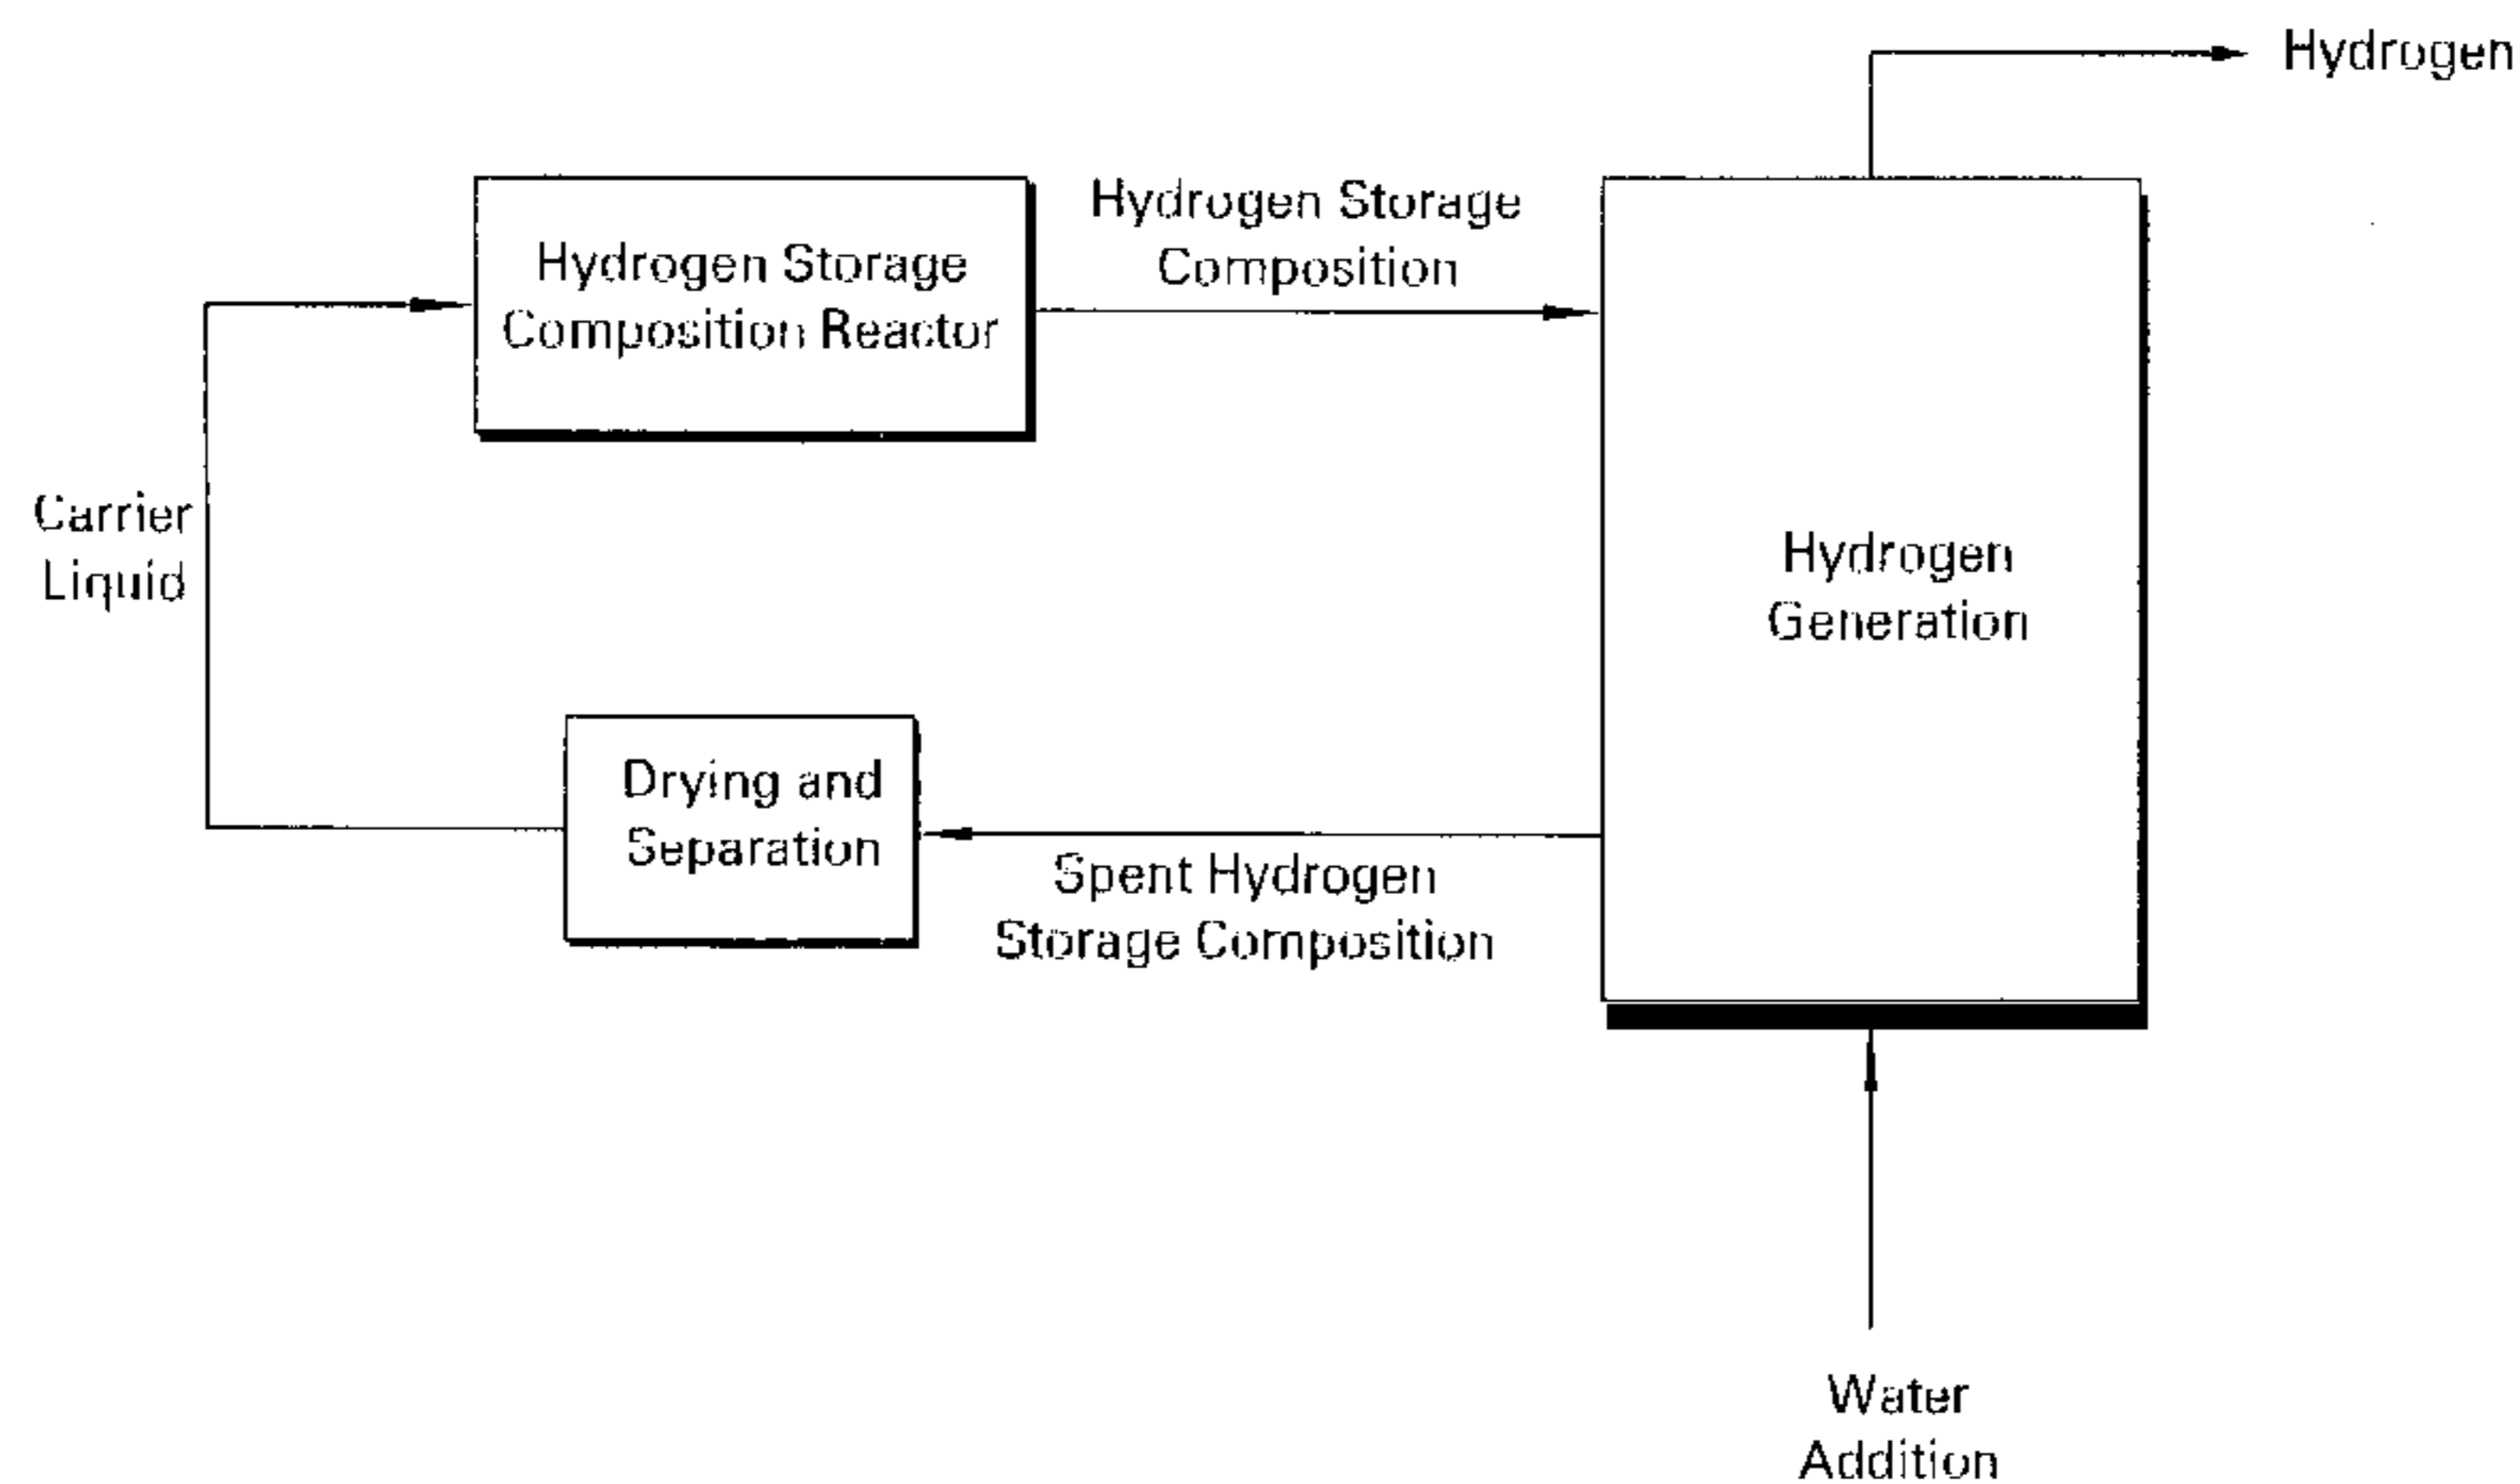 Hydrogen
Hydrogen Storage
Composition Reactor
Hydrogen Storage
Composition
Carrier
Liquid
Hydrogen
Generation
Drying and
Separation
Spent Hydrogen
Storage Composition
Water
Addition